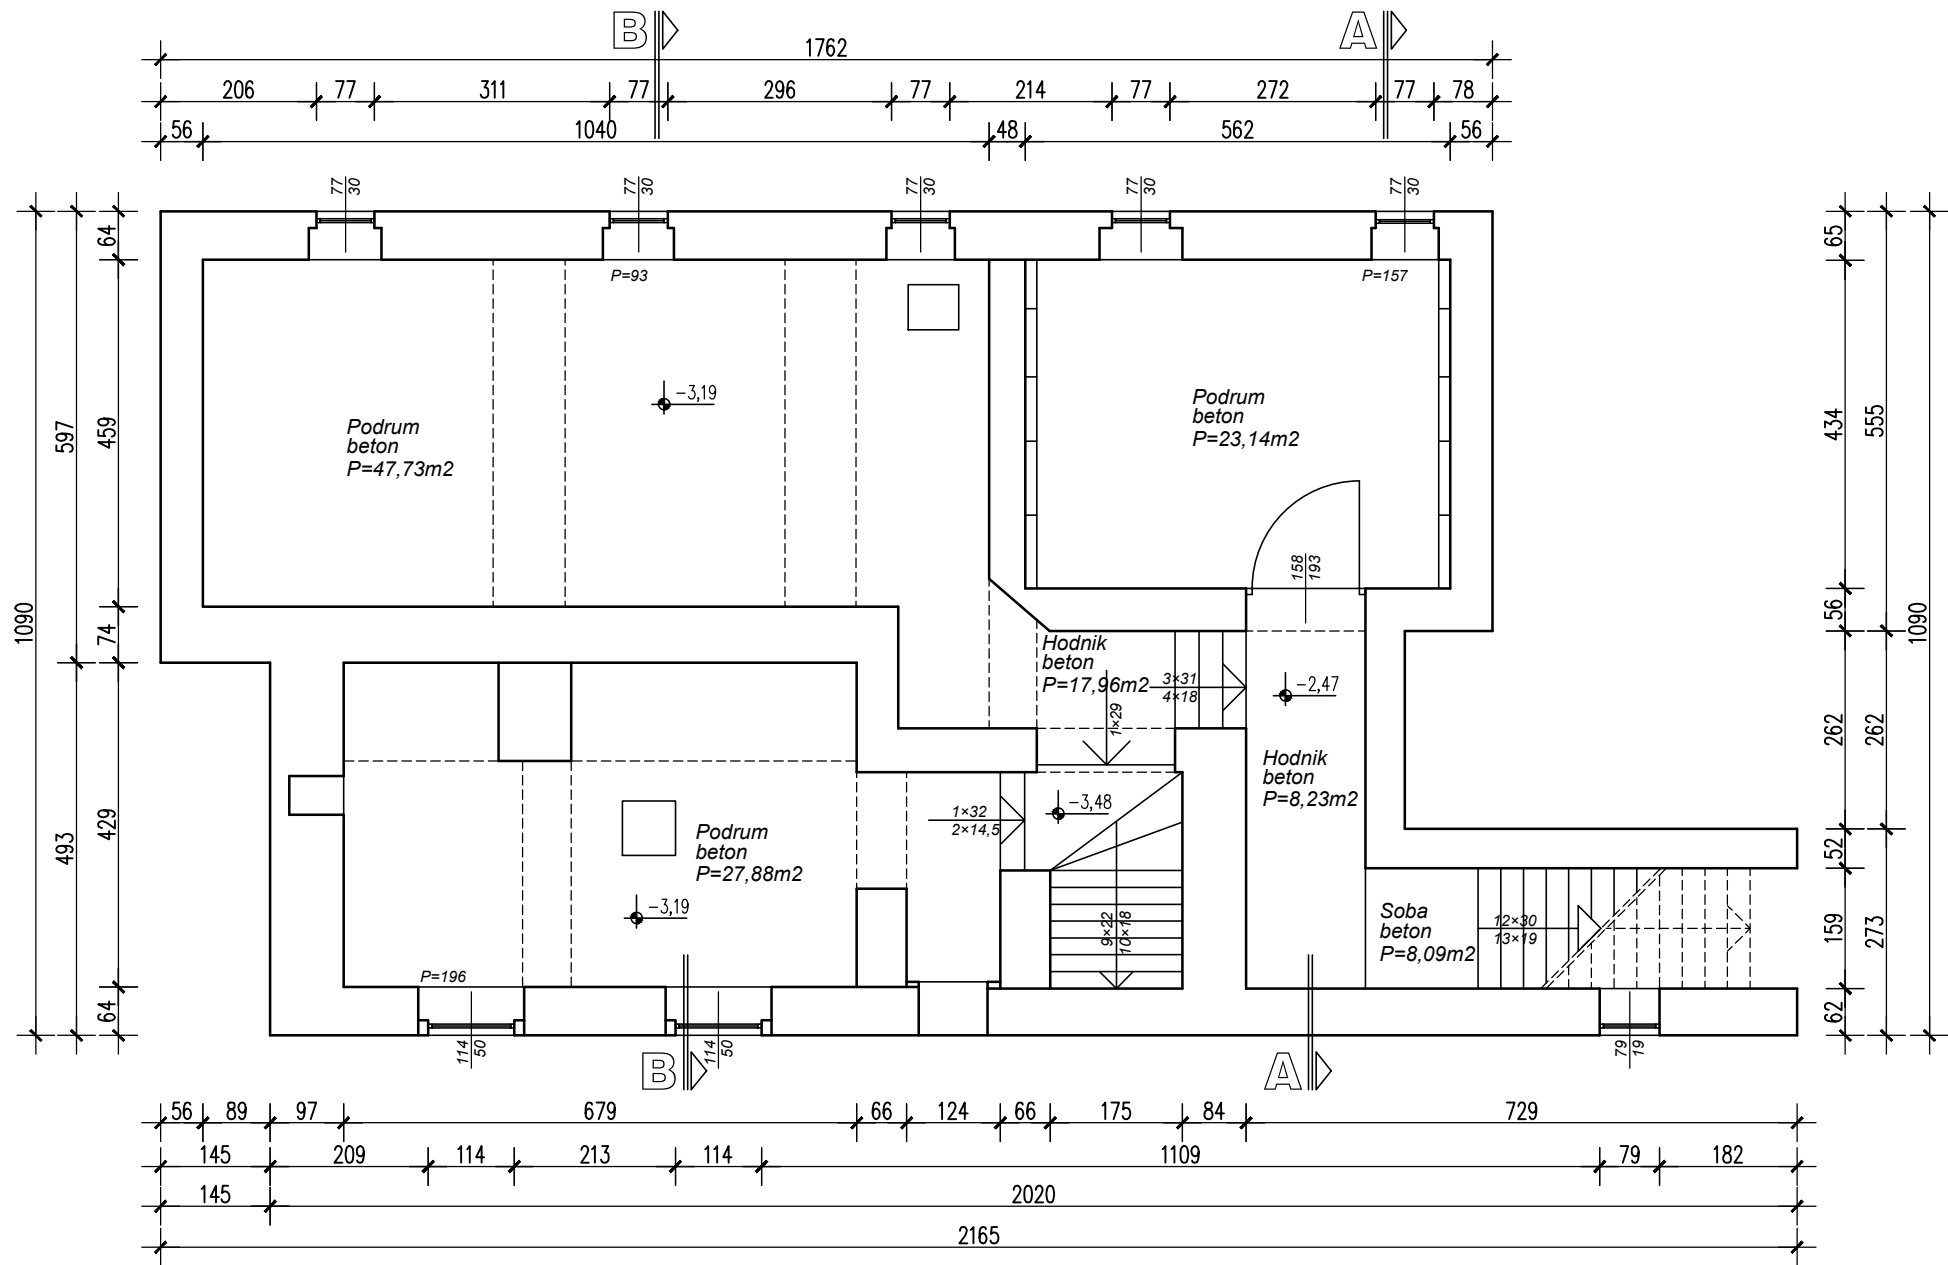 B
A
1762
206 77 311 77 296 77 214 77 272 77 78
56 1040 48 562 56
77 30
77 30
77 30
77 30
77 30
P=93
P=157
64
65
-3,19
Podrum
beton
P=47,73m2
Podrum
beton
P=23,14m2
1090
597
459
434
555
1090
158 193
74
56
Hodnik
beton
P=17,96m2
3×31
4×18
1×29
-2,47
262
262
Hodnik
beton
P=8,23m2
493
429
1×32
2×14,5
-3,48
Podrum
beton
P=27,88m2
52
-3,19
9×22
10×18
Soba
beton
P=8,09m2
12×30
13×19
159
273
P=196
64
62
114 50
114 50
79 19
B
A
56 89 97 679 66 124 66 175 84 729
145 209 114 213 114 1109 79 182
145 2020
2165